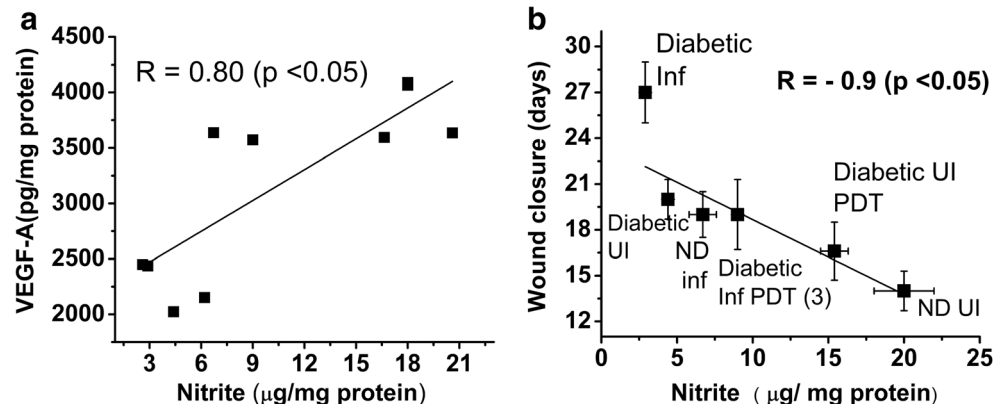 a
R = 0.80 (p <0.05)
VEGF-A(pg/mg protein)
4500
4000
3500
3000
2500
2000
3
6
9
12
15
18
21
Nitrite (μg/mg protein)
b
Diabetic
Inf
R = - 0.9 (p <0.05)
Wound closure (days)
30
27
24
21
18
15
12
Diabetic UI
PDT
Diabetic
UI
ND
inf
Diabetic
Inf PDT (3)
ND UI
0
5
10
15
20
25
Nitrite ( μg/ mg protein)